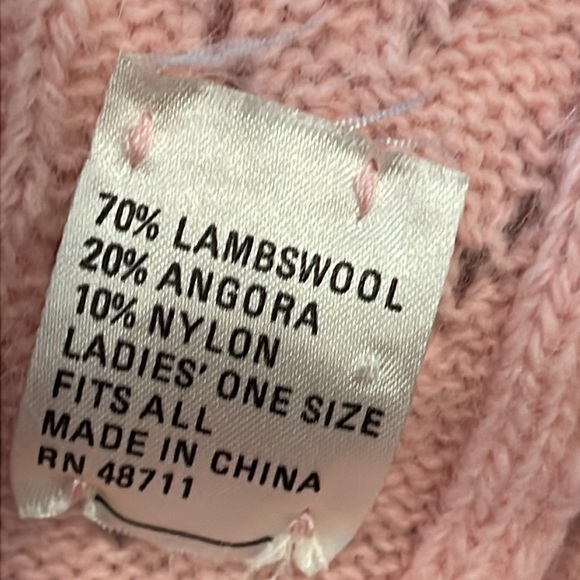 70% LAMBSWOOL
20% ANGORA
10% NYLON
LADIES' ONE SIZE
FITS ALL
MADE IN CHINA
RN 48711